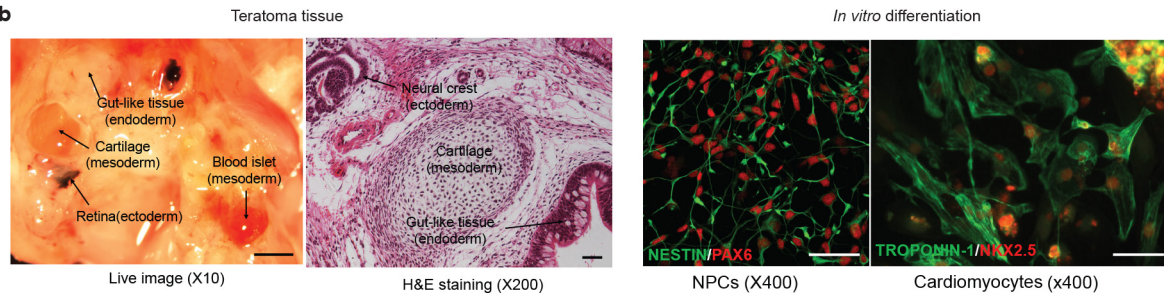 b
Teratoma tissue
In vitro differentiation
Gut-like tissue
(endoderm)
Cartilage
(mesoderm)
Blood islet
(mesoderm)
Retina(ectoderm)
Live image (X10)
Neural crest
(ectoderm)
Cartilage
(mesoderm)
Gut-like tissue
(endoderm)
H&E staining (X200)
NESTIN/PAX6
NPCs (X400)
TROPONIN-1/NKX2.5
Cardiomyocytes (x400)